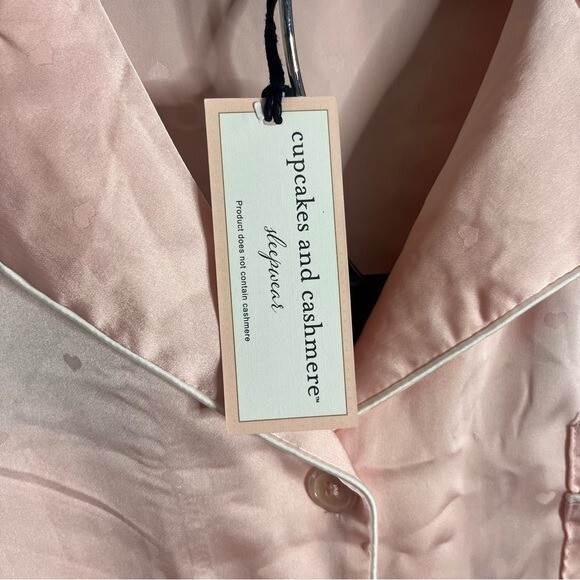 cupcakes and cashmere™
sleepwear
Product does not contain cashmere